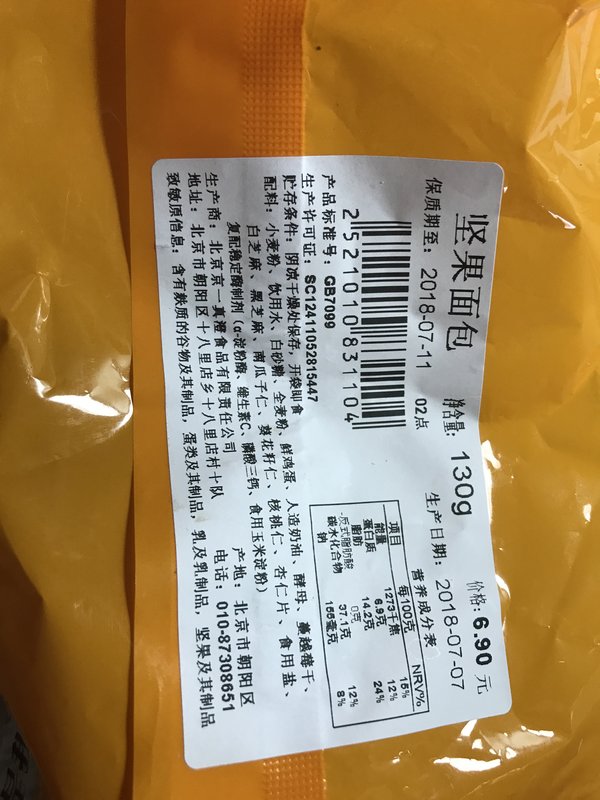 坚果面包 净含量: 130g 价格: 6.90 元
保质期至: 2018-07-11 02点 生产日期: 2018-07-07
2521010831104
营养成分表
项目 每100克 NRV%
能量 1273千焦 15%
蛋白质 6.9克 12%
脂肪 14.2克 24%
-反式脂肪酸 0克
碳水化合物 37.1克 12%
钠 156毫克 8%
产品标准号: GB7099
生产许可证: SC12411052815447
贮存条件: 阴凉干燥处保存, 开袋即食
配料: 小麦粉、饮用水、白砂糖、全麦粉、鲜鸡蛋、人造奶油、酵母、蔓越莓干、
白芝麻、黑芝麻、南瓜子仁、葵花籽仁、核桃仁、杏仁片、食用盐、
复配酶制剂 (α-淀粉酶、维生素C、磷酸三钙、食用玉米淀粉)
生产商: 北京京一真橙食品有限责任公司 产地: 北京市朝阳区
地址: 北京市朝阳区十八里店乡十八里店村十队 电话: 010-87308651
致敏原信息: 含有麸质的谷物及其制品, 蛋类及其制品, 乳及乳制品, 坚果及其制品